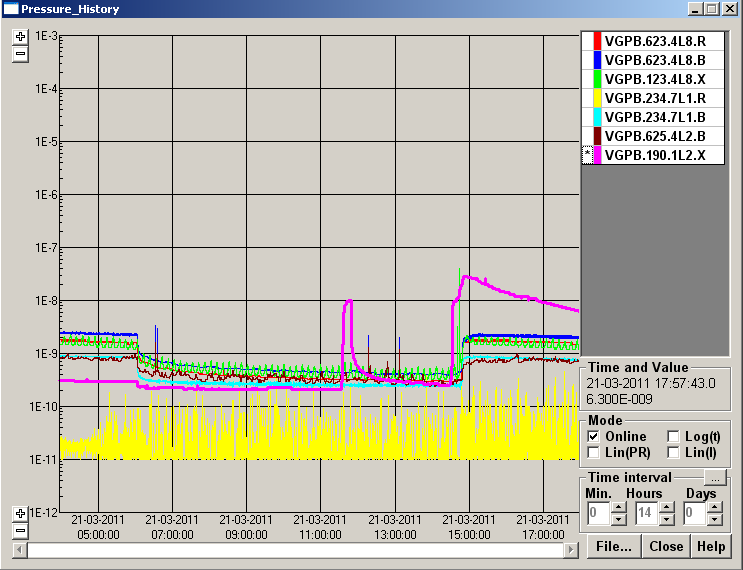 Pressure_History
1E-3
1E-4
1E-5
1E-6
1E-7
1E-8
1E-9
1E-10
1E-11
1E-12
21-03-2011 21-03-2011 21-03-2011 21-03-2011 21-03-2011 21-03-2011 21-03-2011
05:00:00 07:00:00 09:00:00 11:00:00 13:00:00 15:00:00 17:00:00
VGPB.623.4L8.R
VGPB.623.4L8.B
VGPB.123.4L8.X
VGPB.234.7L1.R
VGPB.234.7L1.B
VGPB.625.4L2.B
* VGPB.190.1L2.X
Time and Value
21-03-2011 17:57:43.0
6.300E-009
Mode
Online Log(t)
Lin(PR) Lin(I)
Time interval ...
Min. Hours Days
0 14 0
File... Close Help